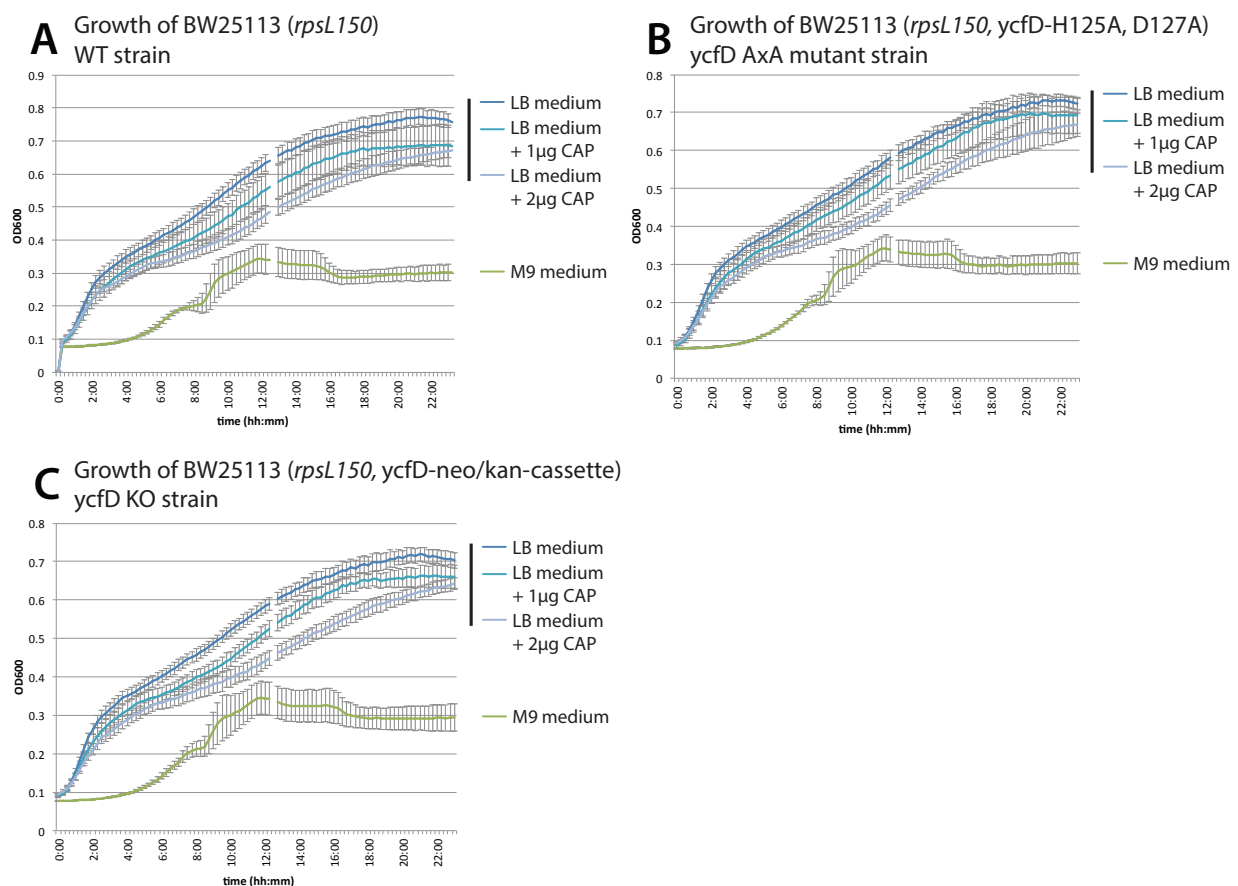 A Growth of BW25113 (rpsL150)
WT strain
0.9
0.8
0.7
0.6
0.5
0.4
0.3
0.2
0.1
0
OD600
0:00
2:00
4:00
6:00
8:00
10:00
12:00
14:00
16:00
18:00
20:00
22:00
time (hh:mm)
LB medium
LB medium
+ 1µg CAP
LB medium
+ 2µg CAP
M9 medium
B Growth of BW25113 (rpsL150, ycfD-H125A, D127A)
ycfD AxA mutant strain
0.8
0.7
0.6
0.5
0.4
0.3
0.2
0.1
0
OD600
0:00
2:00
4:00
6:00
8:00
10:00
12:00
14:00
16:00
18:00
20:00
22:00
time (hh:mm)
LB medium
LB medium
+ 1µg CAP
LB medium
+ 2µg CAP
M9 medium
C Growth of BW25113 (rpsL150, ycfD-neo/kan-cassette)
ycfD KO strain
0.8
0.7
0.6
0.5
0.4
0.3
0.2
0.1
0
OD600
0:00
2:00
4:00
6:00
8:00
10:00
12:00
14:00
16:00
18:00
20:00
22:00
time (hh:mm)
LB medium
LB medium
+ 1µg CAP
LB medium
+ 2µg CAP
M9 medium